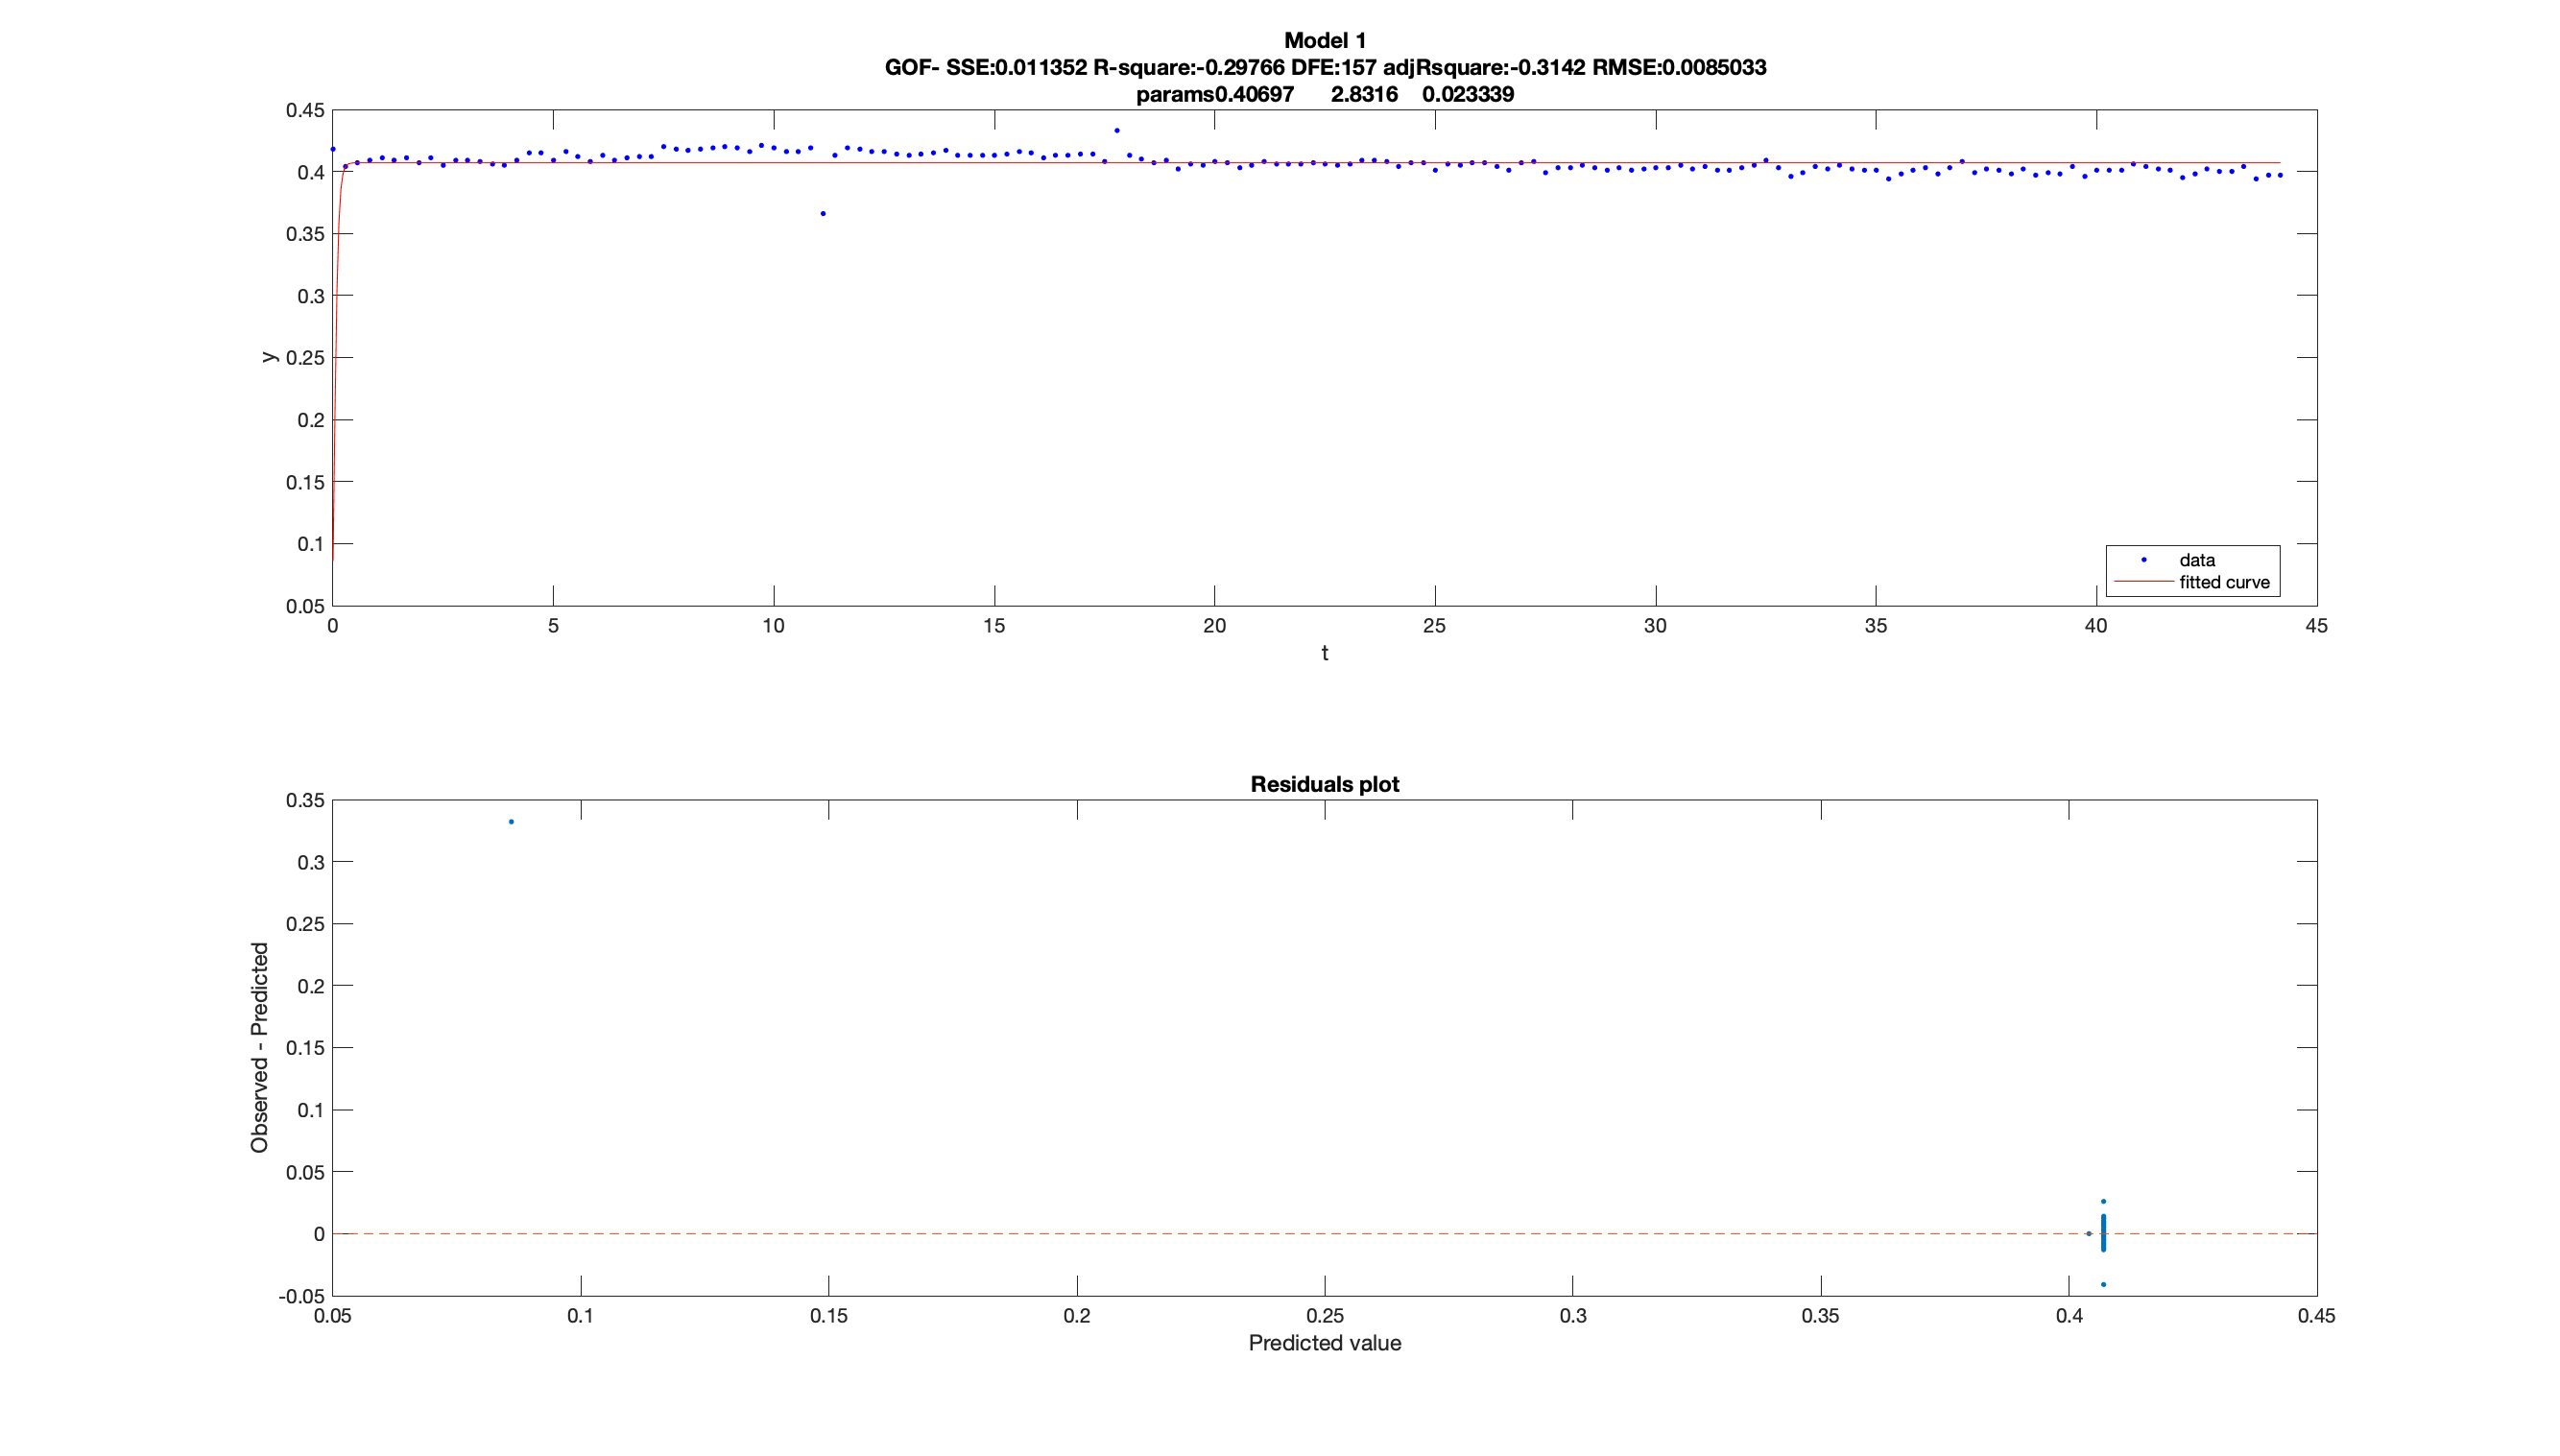 Model 1
GOF- SSE:0.011352 R-square:-0.29766 DFE:157 adjRsquare:-0.3142 RMSE:0.0085033
params0.40697 2.8316 0.023339
0.45
0.4
0.35
0.3
0.25
0.2
0.15
0.1
0.05
y
data
fitted curve
0 5 10 15 20 25 30 35 40 45
t
Residuals plot
0.35
0.3
0.25
0.2
0.15
0.1
0.05
0
-0.05
Observed - Predicted
0.05 0.1 0.15 0.2 0.25 0.3 0.35 0.4 0.45
Predicted value